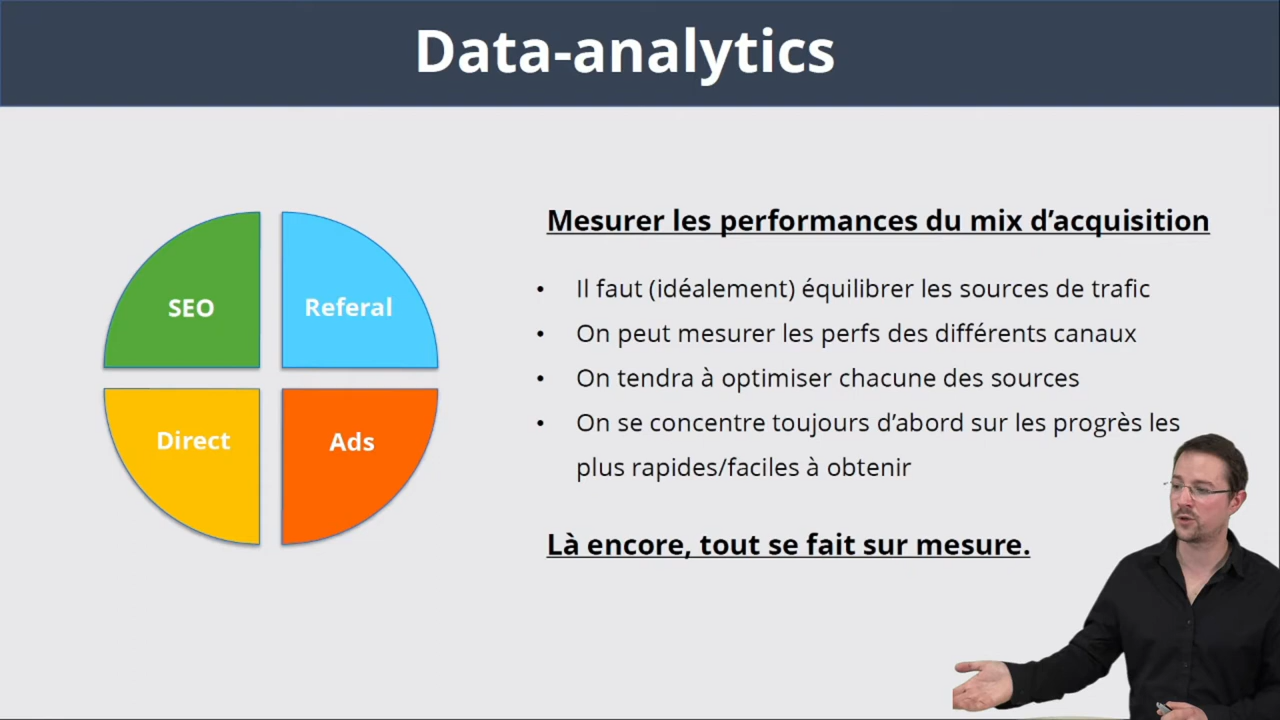 Data-analytics
SEO
Referal
Direct
Ads
Mesurer les performances du mix d’acquisition
• Il faut (idéalement) équilibrer les sources de trafic
• On peut mesurer les perfs des différents canaux
• On tendra à optimiser chacune des sources
• On se concentre toujours d’abord sur les progrès les
plus rapides/faciles à obtenir
Là encore, tout se fait sur mesure.